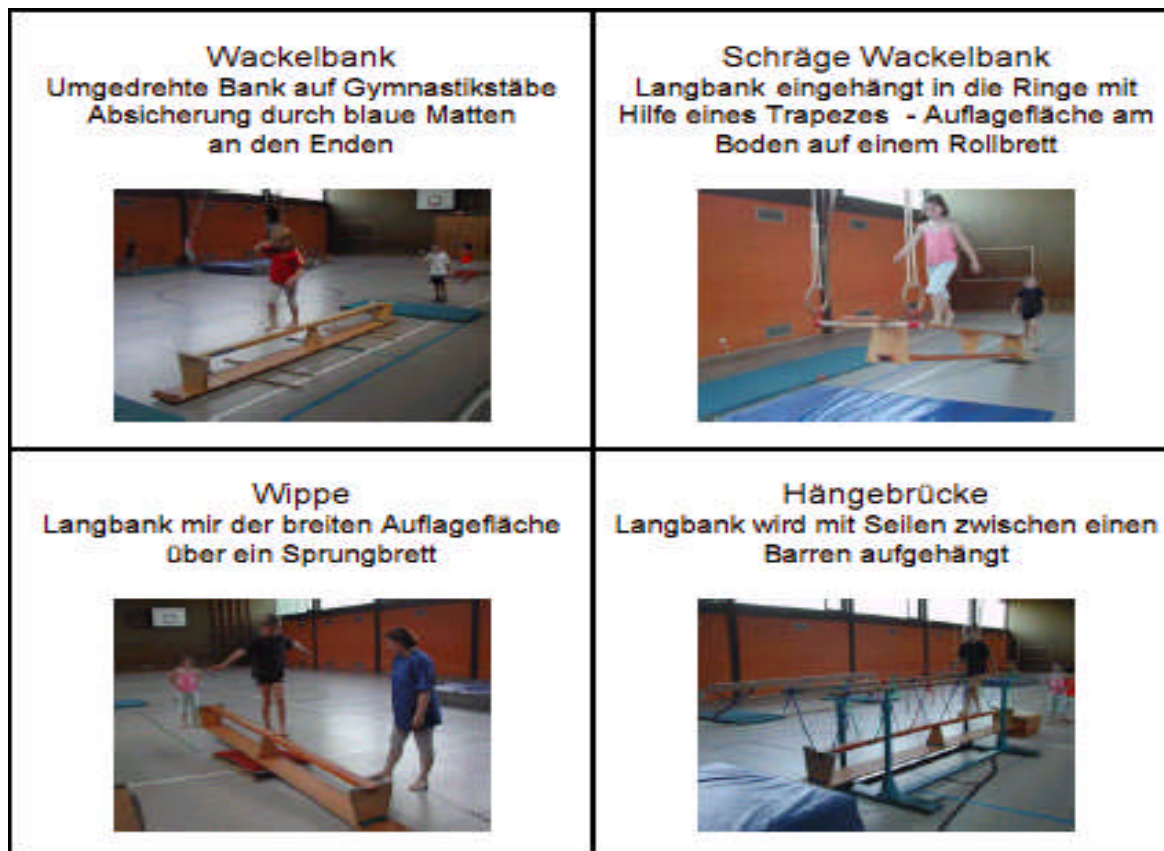 Wackelbank
Umgedrehte Bank auf Gymnastikstäbe
Absicherung durch blaue Matten
an den Enden
Schräge Wackelbank
Langbank eingehängt in die Ringe mit
Hilfe eines Trapezes - Auflagefläche am
Boden auf einem Rollbrett
Wippe
Langbank mir der breiten Auflagefläche
über ein Sprungbrett
Hängebrücke
Langbank wird mit Seilen zwischen einen
Barren aufgehängt